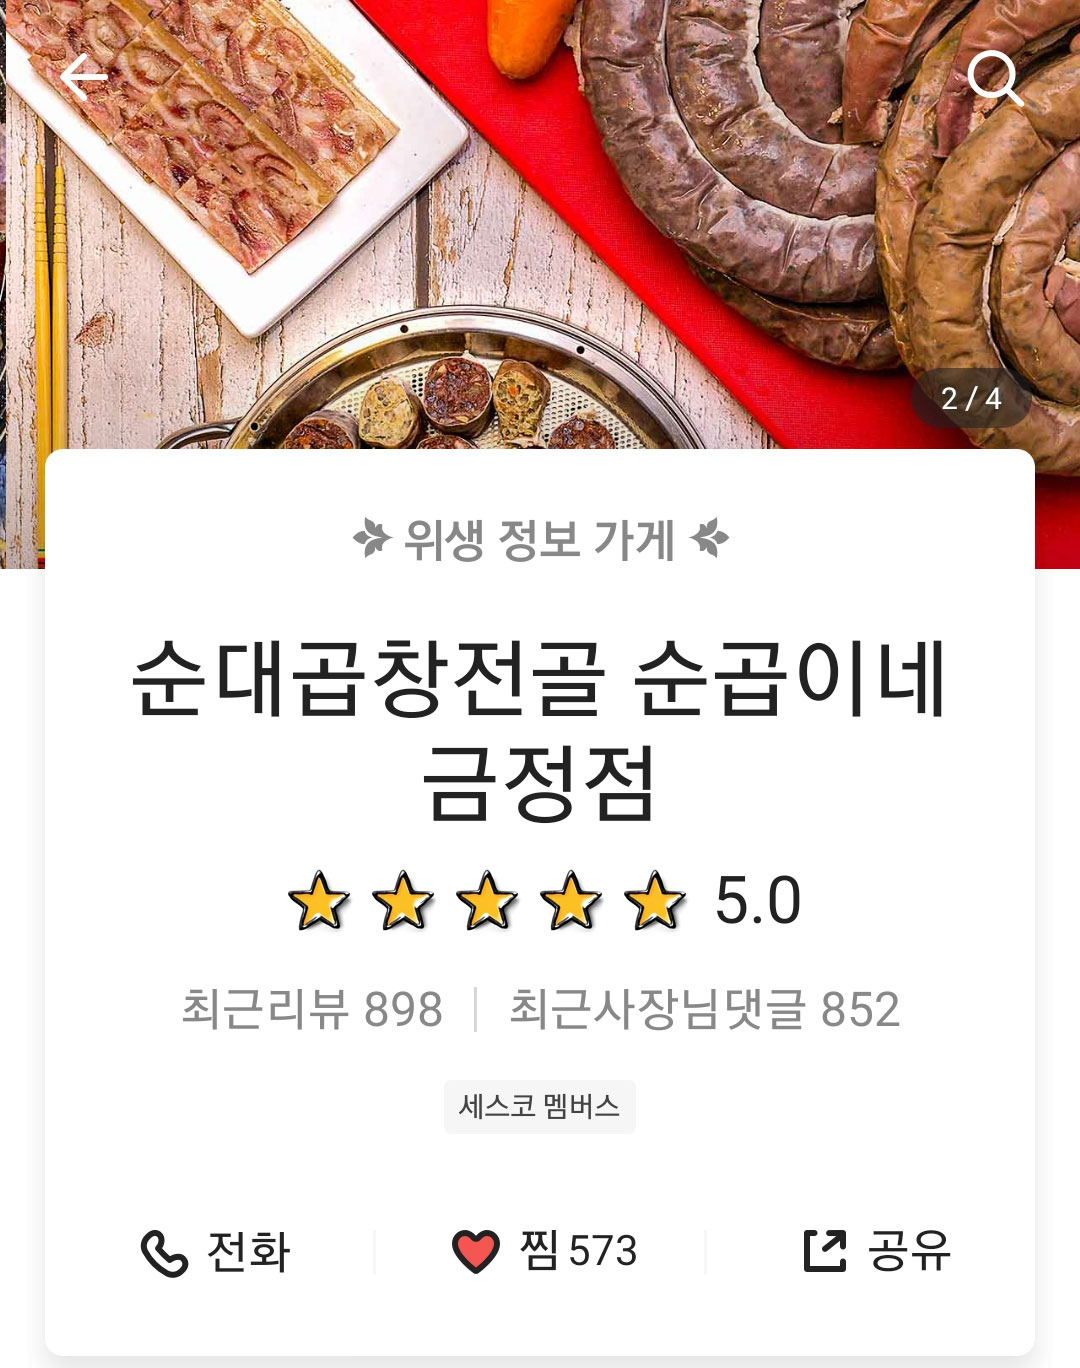 2 / 4
위생 정보 가게
순대곱창전골 순곱이네
금정점
5.0
최근리뷰 898 | 최근사장님댓글 852
세스코 멤버스
전화 찜 573 공유